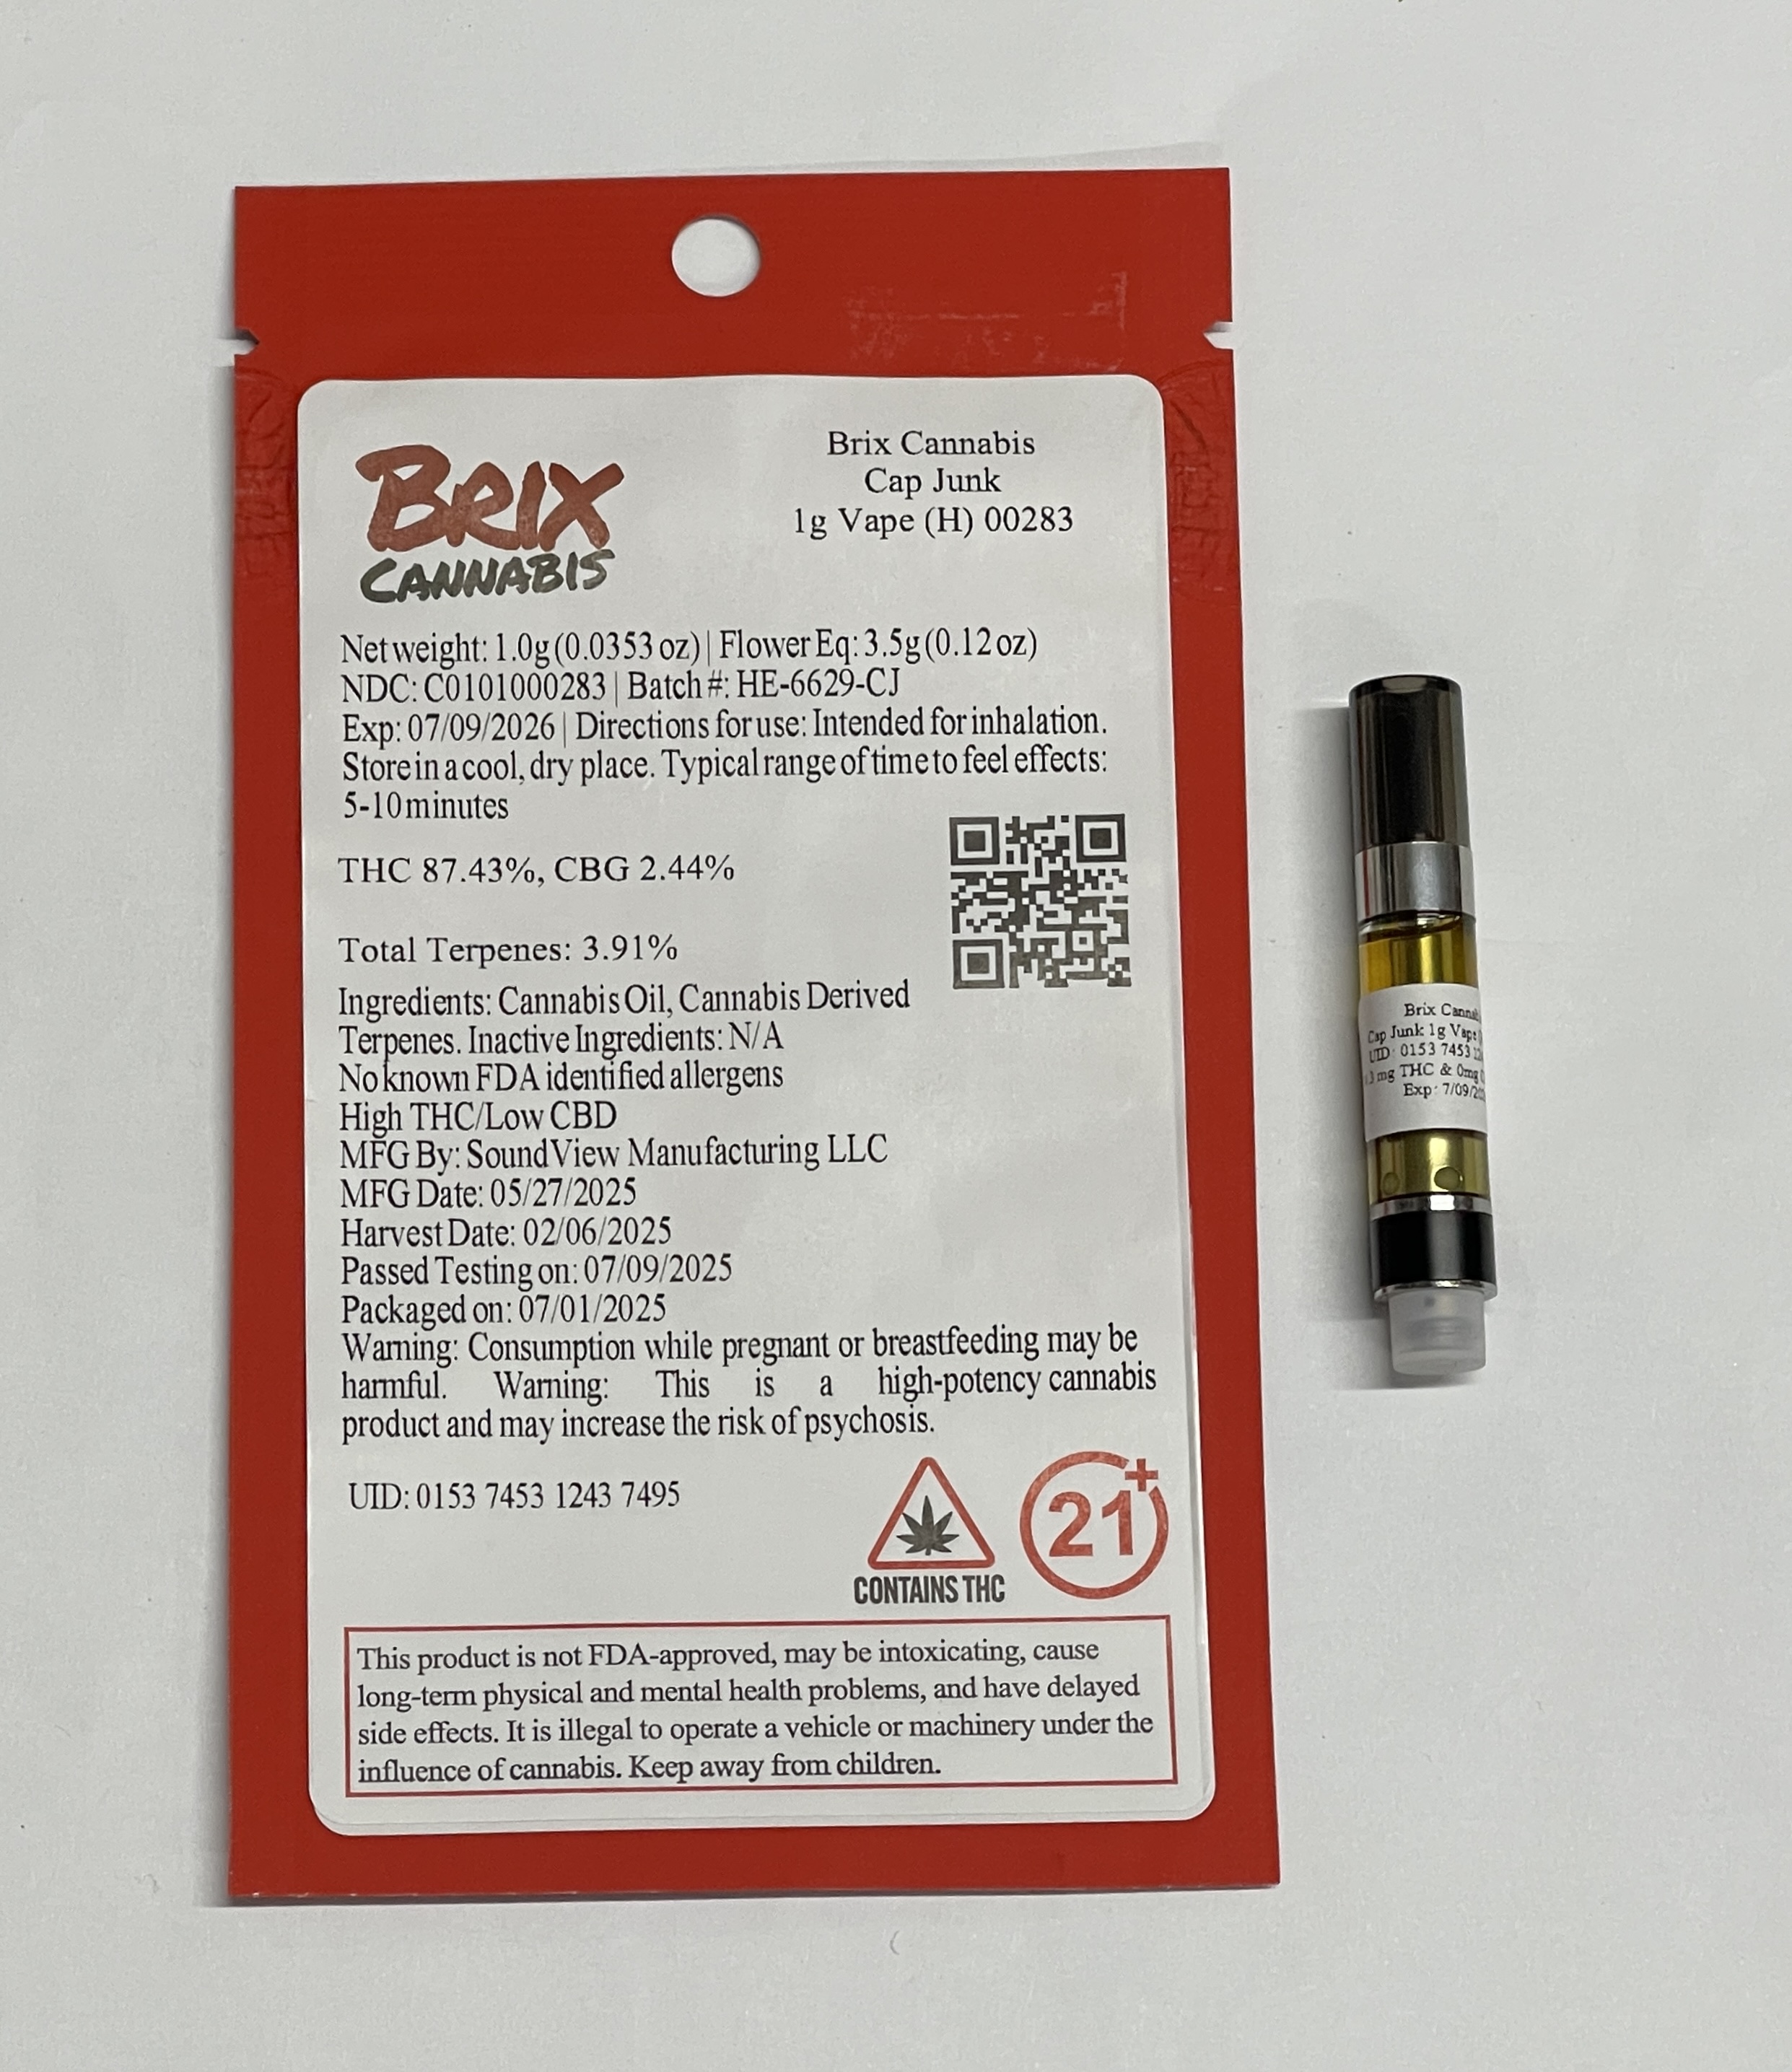 BRIX
CANNABIS
Brix Cannabis
Cap Junk
1g Vape (H) 00283
Net weight: 1.0g (0.0353 oz) | Flower Eq: 3.5g (0.12 oz)
NDC: C0101000283 | Batch #: HE-6629-CJ
Exp: 07/09/2026 | Directions for use: Intended for inhalation.
Store in a cool, dry place. Typical range of time to feel effects:
5-10 minutes
THC 87.43%, CBG 2.44%
Total Terpenes: 3.91%
Ingredients: Cannabis Oil, Cannabis Derived
Terpenes. Inactive Ingredients: N/A
No known FDA identified allergens
High THC/Low CBD
MFG By: SoundView Manufacturing LLC
MFG Date: 05/27/2025
Harvest Date: 02/06/2025
Passed Testing on: 07/09/2025
Packaged on: 07/01/2025
Warning: Consumption while pregnant or breastfeeding may be
harmful. Warning: This is a high-potency cannabis
product and may increase the risk of psychosis.
UID: 0153 7453 1243 7495
CONTAINS THC
21+
This product is not FDA-approved, may be intoxicating, cause
long-term physical and mental health problems, and have delayed
side effects. It is illegal to operate a vehicle or machinery under the
influence of cannabis. Keep away from children.
Brix
Cap Junk 1g Vape
UID: 0153 7453
mg THC & 0mg
Exp: 7/09/